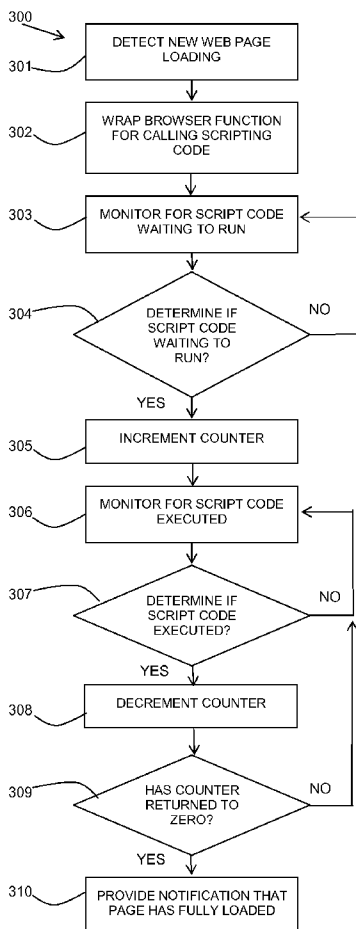 300
DETECT NEW WEB PAGE
LOADING
301
WRAP BROWSER FUNCTION
FOR CALLING SCRIPTING
CODE
302
MONITOR FOR SCRIPT CODE
WAITING TO RUN
303
DETERMINE IF
SCRIPT CODE
WAITING TO
RUN?
304
NO
YES
INCREMENT COUNTER
305
MONITOR FOR SCRIPT CODE
EXECUTED
306
DETERMINE IF
SCRIPT CODE
EXECUTED?
307
NO
YES
DECREMENT COUNTER
308
HAS COUNTER
RETURNED TO
ZERO?
309
NO
YES
PROVIDE NOTIFICATION THAT
PAGE HAS FULLY LOADED
310